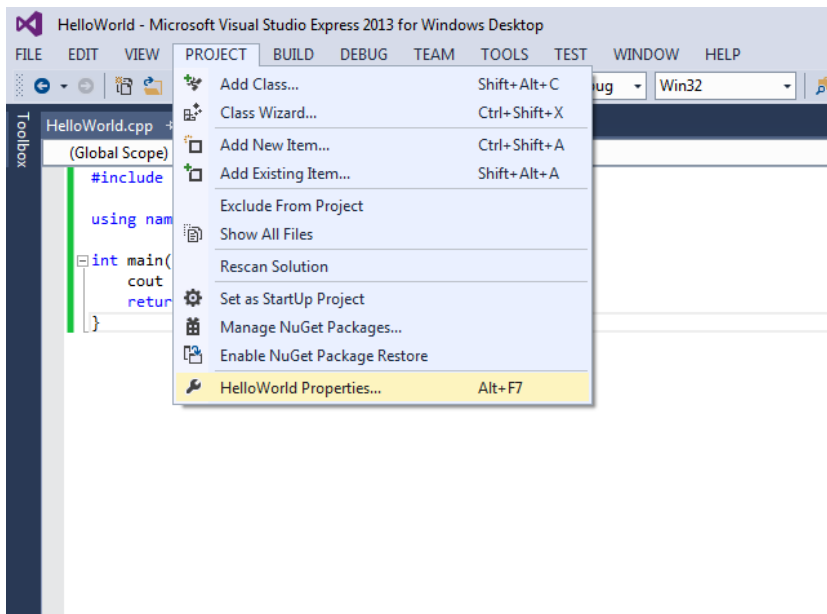 HelloWorld - Microsoft Visual Studio Express 2013 for Windows Desktop
FILE EDIT VIEW PROJECT BUILD DEBUG TEAM TOOLS TEST WINDOW HELP
Win32
Toolbox
HelloWorld.cpp
(Global Scope)
Add Class... Shift+Alt+C
Class Wizard... Ctrl+Shift+X
Add New Item... Ctrl+Shift+A
Add Existing Item... Shift+Alt+A
Exclude From Project
Show All Files
Rescan Solution
Set as StartUp Project
Manage NuGet Packages...
Enable NuGet Package Restore
HelloWorld Properties... Alt+F7
#include
using nam
int main(
cout
retur
}